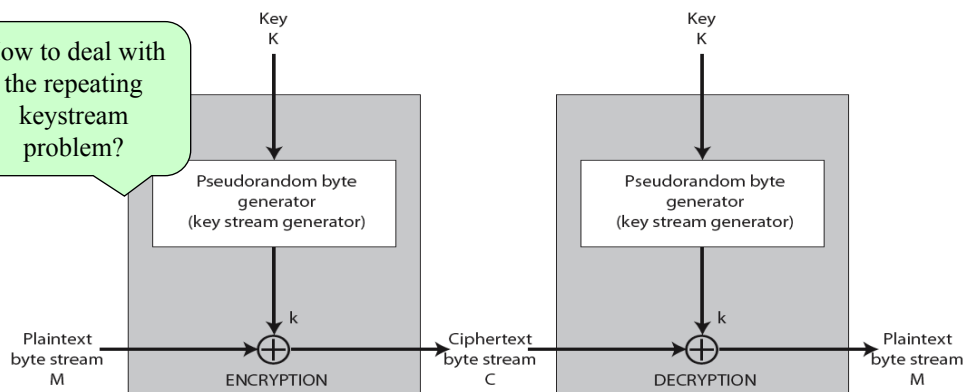 ow to deal with
the repeating
keystream
problem?
Key
K
Pseudorandom byte
generator
(key stream generator)
k
Plaintext
byte stream
M
ENCRYPTION
Ciphertext
byte stream
C
Key
K
Pseudorandom byte
generator
(key stream generator)
k
DECRYPTION
Plaintext
byte stream
M